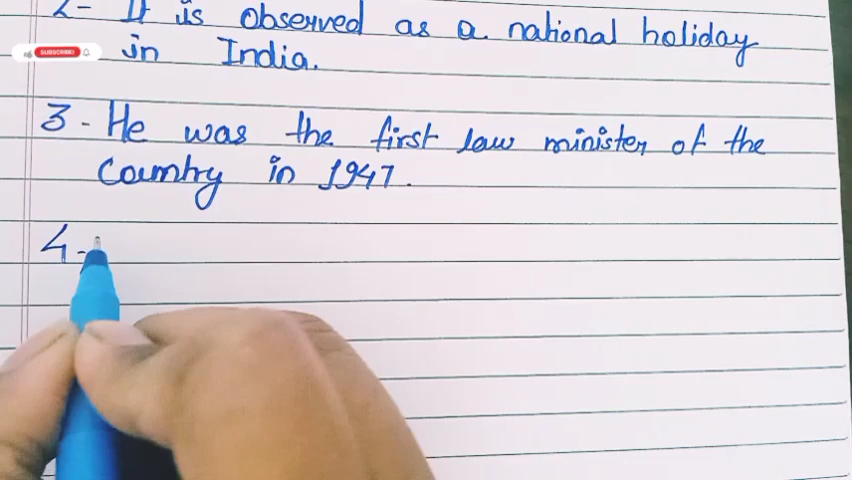 2- It is observed as a national holiday
SUBSCRIBED
in India.
3- He was the first law minister of the
Country in 1947.
4-